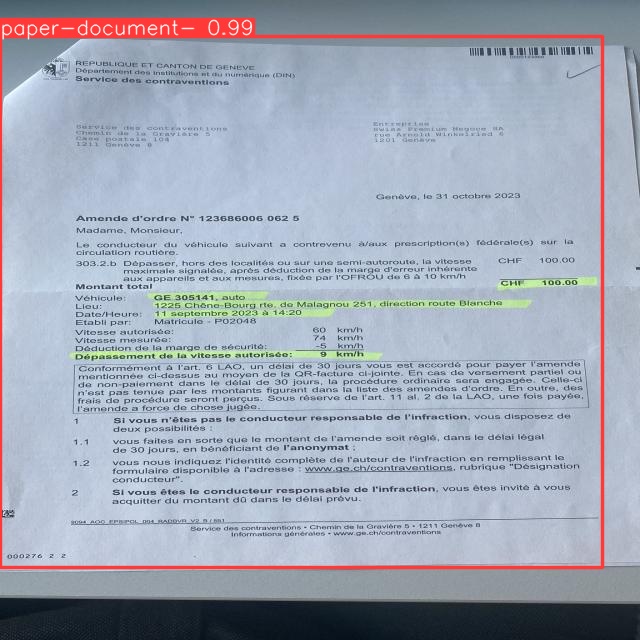 paper-document- 0.99
REPUBLIQUE ET CANTON DE GENEVE
Département des institutions et du numérique (DIN)
Service des contraventions
Service des contraventions
Chemin de la Gravière 5
Case postale 104
1211 Genève 8
Entreprise
Swiss Premium Negoce SA
rue Arnold Winkelried 6
1201 Genève
Genève, le 31 octobre 2023
Amende d'ordre N° 123686006 062 5
Madame, Monsieur,
Le conducteur du véhicule suivant a contrevenu à/aux prescription(s) fédérale(s) sur la
circulation routière.
303.2.b Dépasser, hors des localités ou sur une semi-autoroute, la vitesse CHF 100.00
maximale signalée, après déduction de la marge d'erreur inhérente
aux appareils et aux mesures, fixée par l'OFROU de 6 à 10 km/h
Montant total CHF 100.00
Véhicule: GE 305141, auto
Lieu: 1225 Chêne-Bourg rte. de Malagnou 251, direction route Blanche
Date/Heure: 11 septembre 2023 à 14:20
Etabli par: Matricule - P02048
Vitesse autorisée: 60 km/h
Vitesse mesurée: 74 km/h
Déduction de la marge de sécurité: -5 km/h
Dépassement de la vitesse autorisée: 9 km/h
Conformément à l'art. 6 LAO, un délai de 30 jours vous est accordé pour payer l'amende
mentionnée ci-dessus au moyen de la QR-facture ci-jointe. En cas de versement partiel ou
de non-paiement dans le délai de 30 jours, la procédure ordinaire sera engagée. Celle-ci
n'est pas tenue par les montants figurant dans la liste des amendes d'ordre. En outre, des
frais de procédure seront perçus. Sous réserve de l'art. 11 al. 2 de la LAO, une fois payée,
l'amende a force de chose jugée.
1 Si vous n'êtes pas le conducteur responsable de l'infraction, vous disposez de
deux possibilités :
1.1 vous faites en sorte que le montant de l'amende soit réglé, dans le délai légal
de 30 jours, en bénéficiant de l'anonymat ;
1.2 vous nous indiquez l'identité complète de l'auteur de l'infraction en remplissant le
formulaire disponible à l'adresse : www.ge.ch/contraventions, rubrique "Désignation
conducteur".
2 Si vous êtes le conducteur responsable de l'infraction, vous êtes invité à vous
acquitter du montant dû dans le délai prévu.
Service des contraventions • Chemin de la Gravière 5 • 1211 Genève 8
Informations générales • www.ge.ch/contraventions
000276 2 2